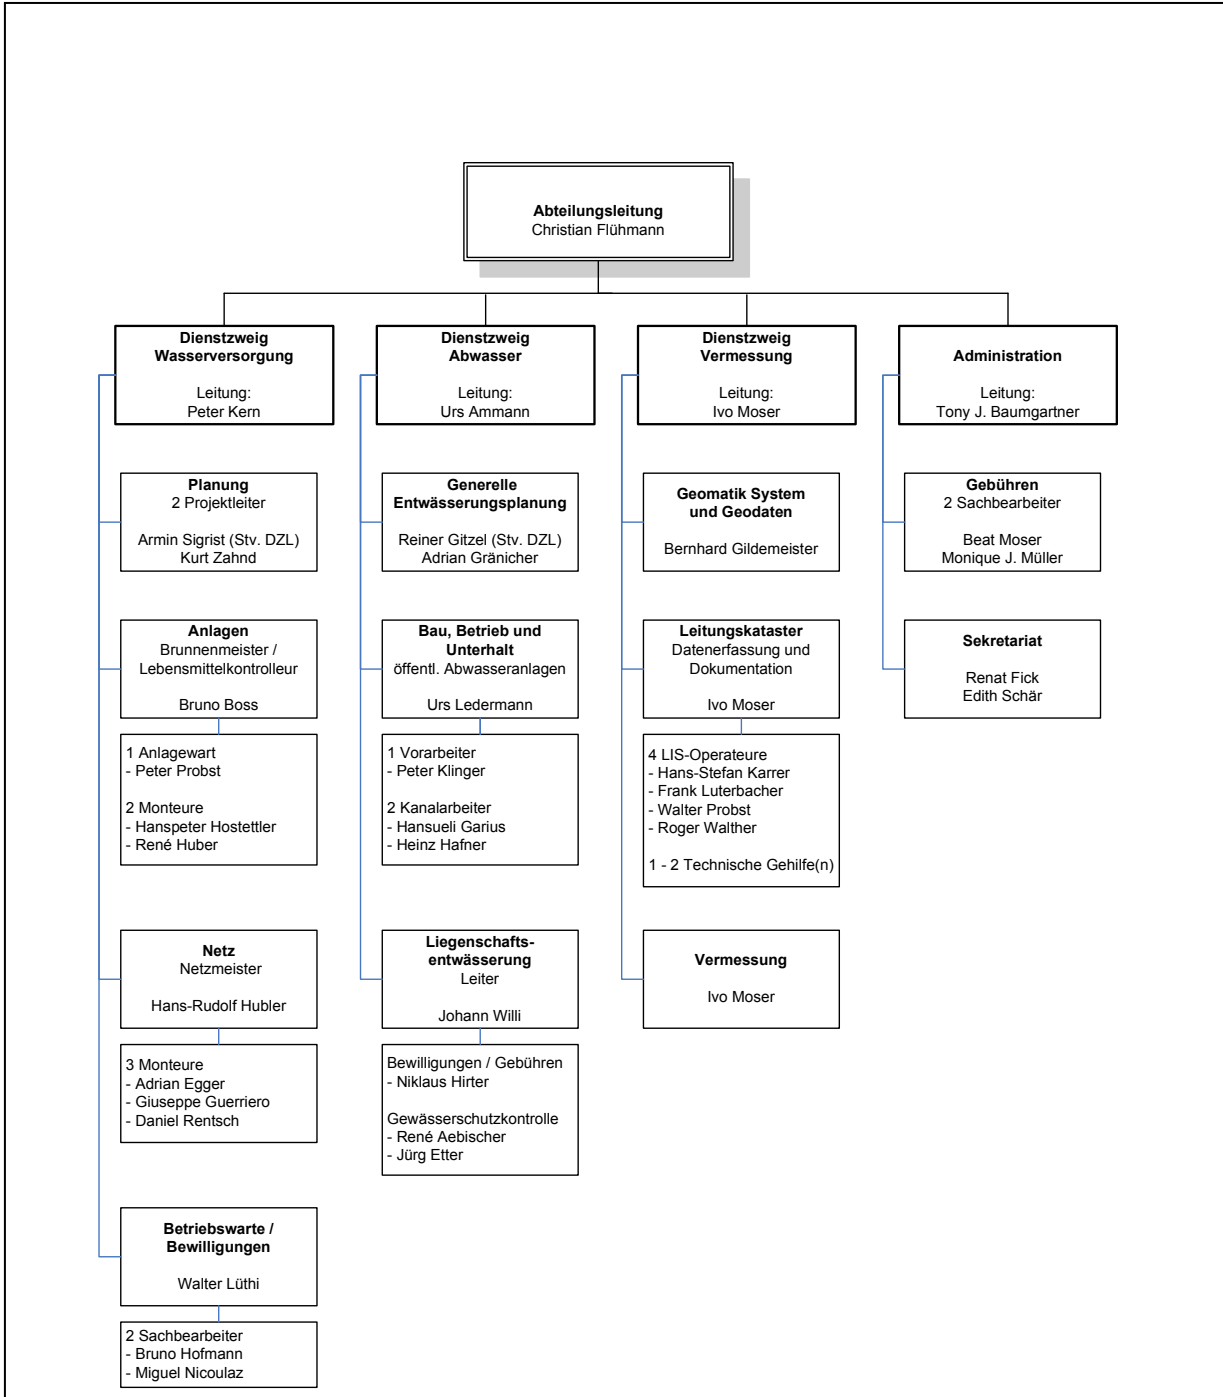 Abteilungsleitung
Christian Flühmann
Dienstzweig
Wasserversorgung
Leitung:
Peter Kern
Planung
2 Projektleiter
Armin Sigrist (Stv. DZL)
Kurt Zahnd
Anlagen
Brunnenmeister /
Lebensmittelkontrolleur
Bruno Boss
1 Anlagewart
- Peter Probst
2 Monteure
- Hanspeter Hostettler
- René Huber
Netz
Netzmeister
Hans-Rudolf Hubler
3 Monteure
- Adrian Egger
- Giuseppe Guerriero
- Daniel Rentsch
Betriebswarte /
Bewilligungen
Walter Lüthi
2 Sachbearbeiter
- Bruno Hofmann
- Miguel Nicoulaz
Dienstzweig
Abwasser
Leitung:
Urs Ammann
Generelle
Entwässerungsplanung
Reiner Gitzel (Stv. DZL)
Adrian Gränicher
Bau, Betrieb und
Unterhalt
öffentl. Abwasseranlagen
Urs Ledermann
1 Vorarbeiter
- Peter Klinger
2 Kanalarbeiter
- Hansueli Garius
- Heinz Hafner
Liegenschafts-
entwässerung
Leiter
Johann Willi
Bewilligungen / Gebühren
- Niklaus Hirter
Gewässerschutzkontrolle
- René Aebischer
- Jürg Etter
Dienstzweig
Vermessung
Leitung:
Ivo Moser
Geomatik System
und Geodaten
Bernhard Gildemeister
Leitungskataster
Datenerfassung und
Dokumentation
Ivo Moser
4 LIS-Operateure
- Hans-Stefan Karrer
- Frank Luterbacher
- Walter Probst
- Roger Walther
1 - 2 Technische Gehilfe(n)
Vermessung
Ivo Moser
Administration
Leitung:
Tony J. Baumgartner
Gebühren
2 Sachbearbeiter
Beat Moser
Monique J. Müller
Sekretariat
Renat Fick
Edith Schär